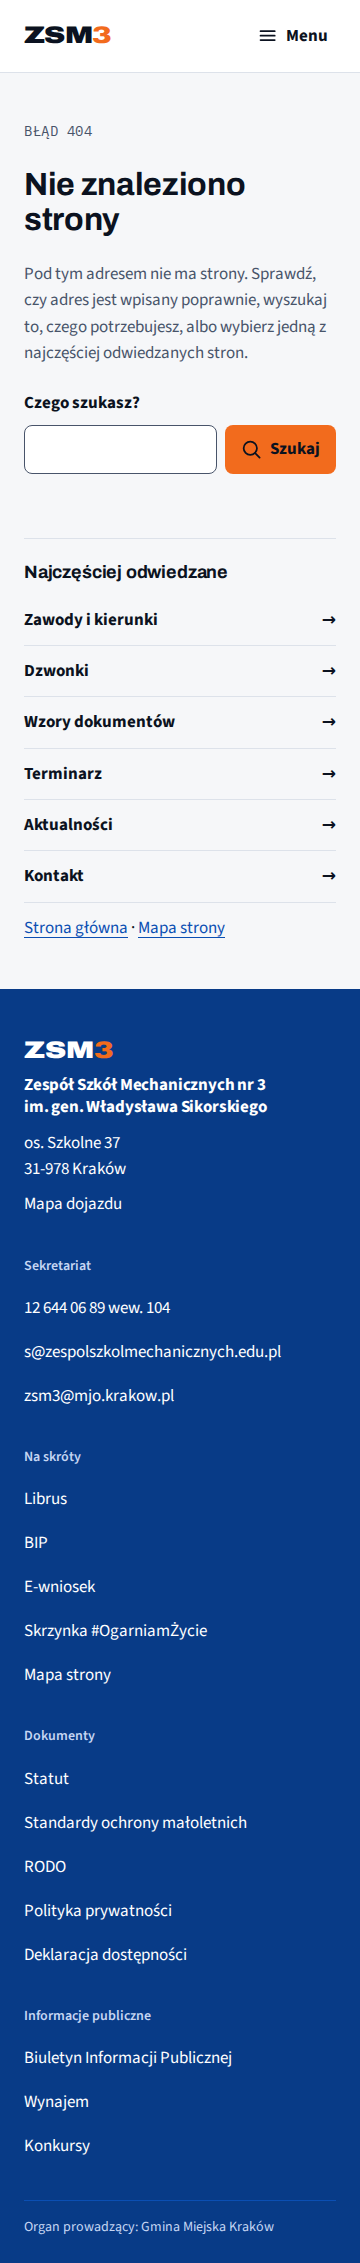 ZSM3
Menu
BŁĄD 404
Nie znaleziono
strony
Pod tym adresem nie ma strony. Sprawdź,
czy adres jest wpisany poprawnie, wyszukaj
to, czego potrzebujesz, albo wybierz jedną z
najczęściej odwiedzanych stron.
Czego szukasz?
Szukaj
Najczęściej odwiedzane
Zawody i kierunki →
Dzwonki →
Wzory dokumentów →
Terminarz →
Aktualności →
Kontakt →
Strona główna · Mapa strony
ZSM3
Zespół Szkół Mechanicznych nr 3
im. gen. Władysława Sikorskiego
os. Szkolne 37
31-978 Kraków
Mapa dojazdu
Sekretariat
12 644 06 89 wew. 104
s@zespolszkolmechanicznych.edu.pl
zsm3@mjo.krakow.pl
Na skróty
Librus
BIP
E-wniosek
Skrzynka #OgarniamŻycie
Mapa strony
Dokumenty
Statut
Standardy ochrony małoletnich
RODO
Polityka prywatności
Deklaracja dostępności
Informacje publiczne
Biuletyn Informacji Publicznej
Wynajem
Konkursy
Organ prowadzący: Gmina Miejska Kraków